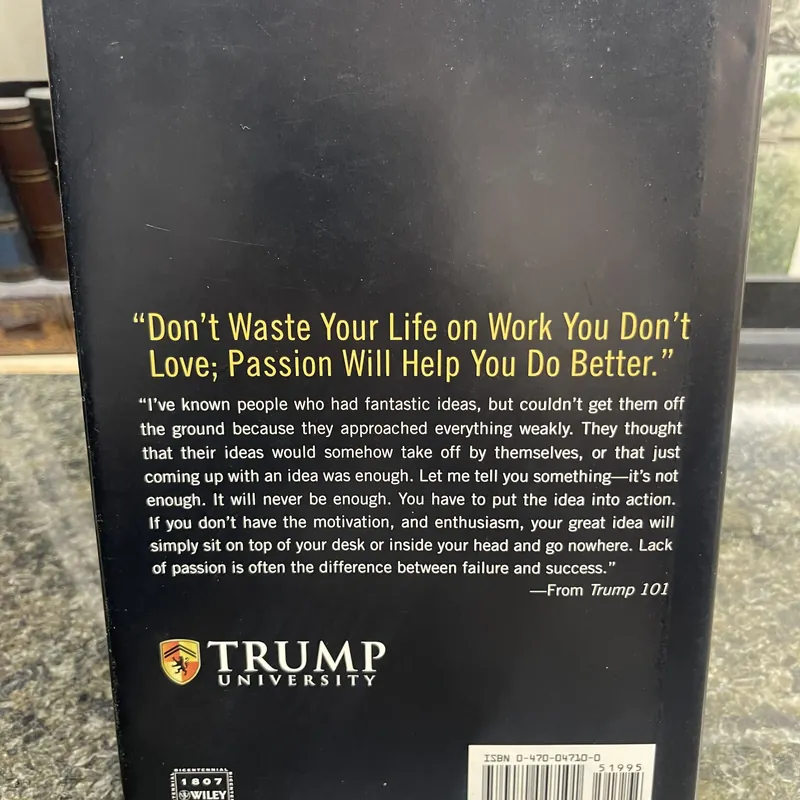 “Don’t Waste Your Life on Work You Don’t
Love; Passion Will Help You Do Better.”
“I’ve known people who had fantastic ideas, but couldn’t get them off
the ground because they approached everything weakly. They thought
that their ideas would somehow take off by themselves, or that just
coming up with an idea was enough. Let me tell you something—it’s not
enough. It will never be enough. You have to put the idea into action.
If you don’t have the motivation, and enthusiasm, your great idea will
simply sit on top of your desk or inside your head and go nowhere. Lack
of passion is often the difference between failure and success.”
—From Trump 101
TRUMP
UNIVERSITY
ISBN 0-470-04710-0
51995
BICENTENNIAL
1807
WILEY